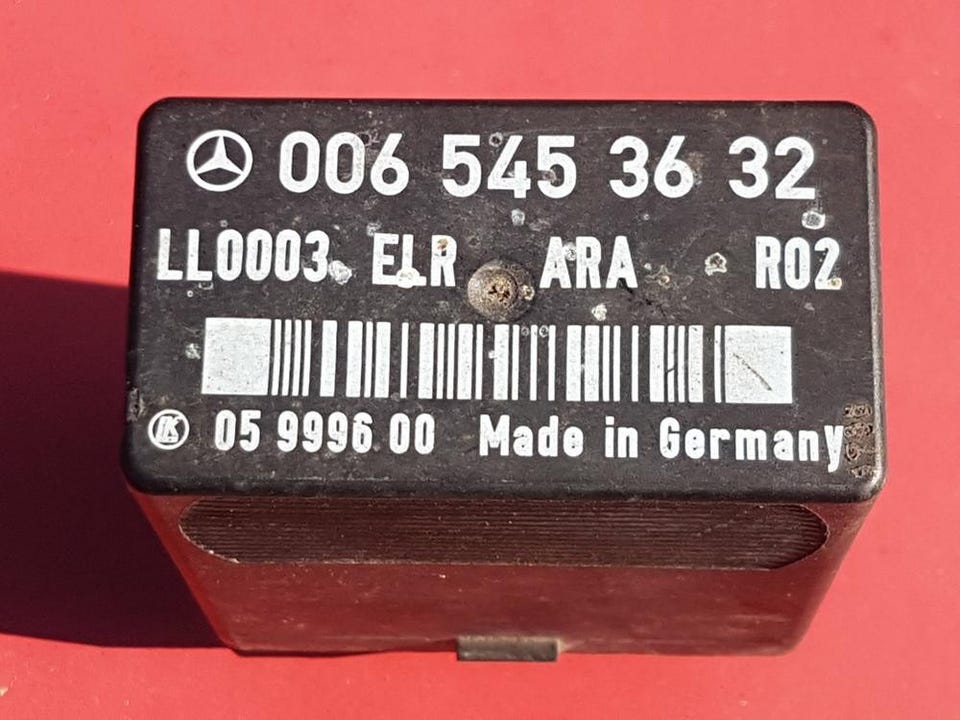 006 545 36 32
LL0003 ELR ARA R02
05 9996 00 Made in Germany